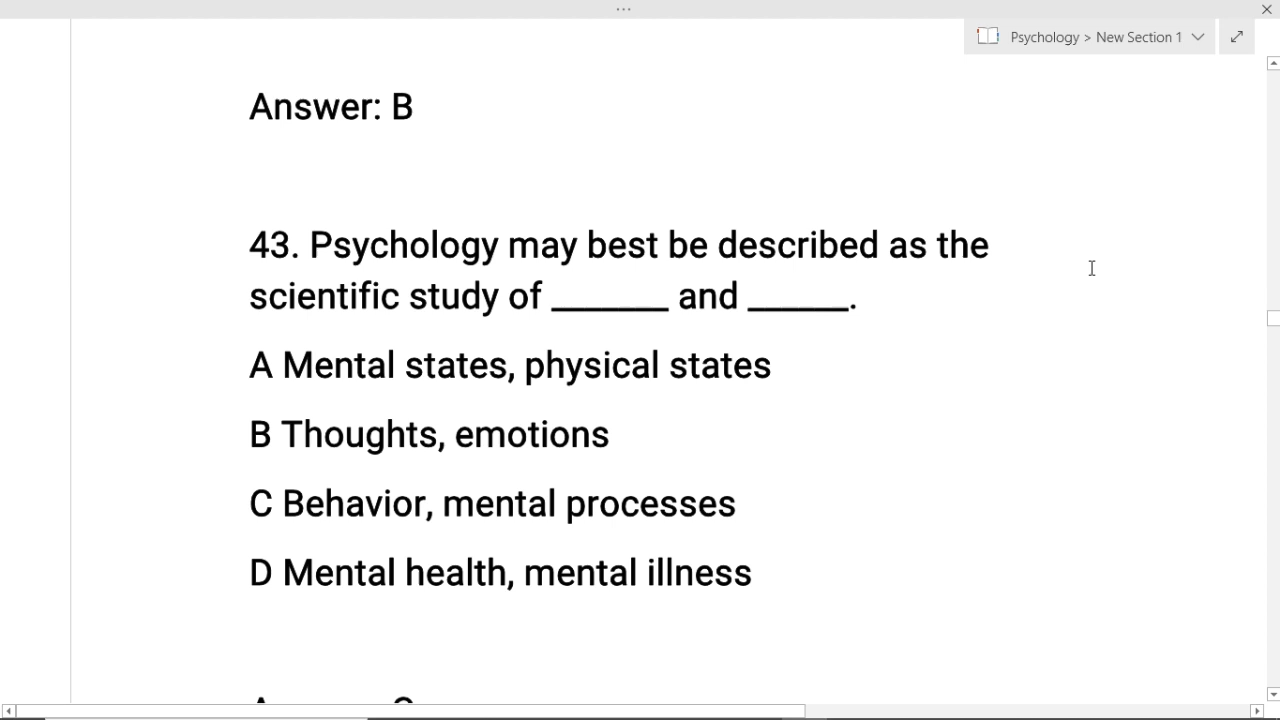 Psychology > New Section 1
Answer: B
43. Psychology may best be described as the
scientific study of _______ and ______.
A Mental states, physical states
B Thoughts, emotions
C Behavior, mental processes
D Mental health, mental illness